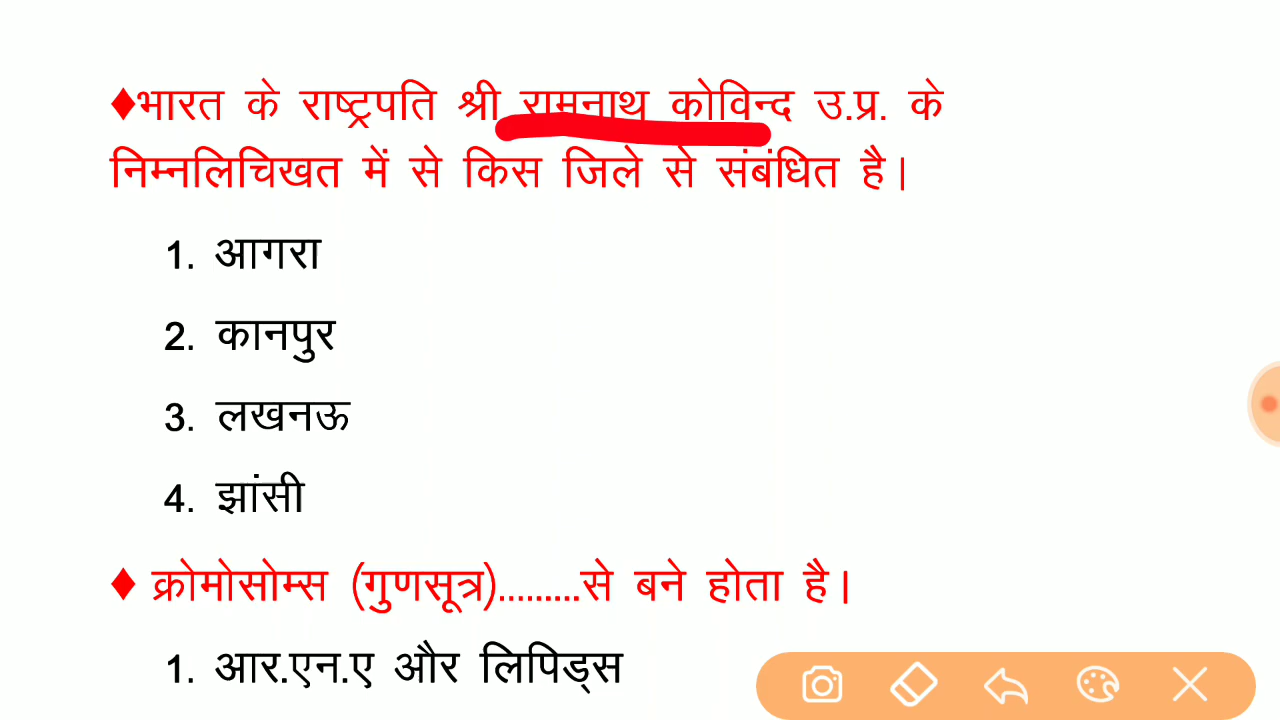 ♦भारत के राष्ट्रपति श्री रामनाथ कोविन्द उ.प्र. के
निम्नलिचिखत में से किस जिले से संबंधित है।
1. आगरा
2. कानपुर
3. लखनऊ
4. झांसी
♦ क्रोमोसोम्स (गुणसूत्र).........से बने होता है।
1. आर.एन.ए और लिपिड्स